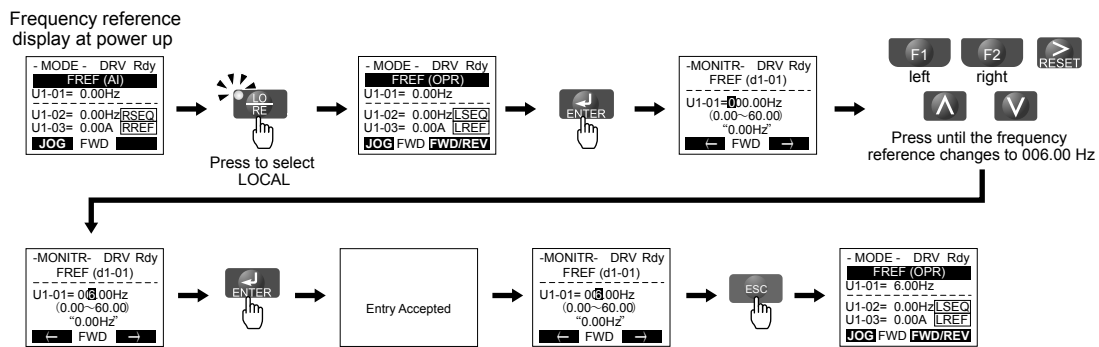 Frequency reference
display at power up
- MODE - DRV Rdy
FREF (AI)
U1-01= 0.00Hz
U1-02= 0.00Hz RSEQ
U1-03= 0.00A RREF
JOG FWD
LO
RE
Press to select
LOCAL
- MODE - DRV Rdy
FREF (OPR)
U1-01= 0.00Hz
U1-02= 0.00Hz LSEQ
U1-03= 0.00A LREF
JOG FWD FWD/REV
ENTER
-MONITR- DRV Rdy
FREF (d1-01)
U1-01=000.00Hz
(0.00~60.00)
“0.00Hz”
← FWD →
F1 F2 > RESET
left right
Λ V
Press until the frequency
reference changes to 006.00 Hz
-MONITR- DRV Rdy
FREF (d1-01)
U1-01= 006.00Hz
(0.00~60.00)
“0.00Hz”
← FWD →
ENTER
Entry Accepted
-MONITR- DRV Rdy
FREF (d1-01)
U1-01= 006.00Hz
(0.00~60.00)
“0.00Hz”
← FWD →
ESC
- MODE - DRV Rdy
FREF (OPR)
U1-01= 6.00Hz
U1-02= 0.00Hz LSEQ
U1-03= 0.00A LREF
JOG FWD FWD/REV